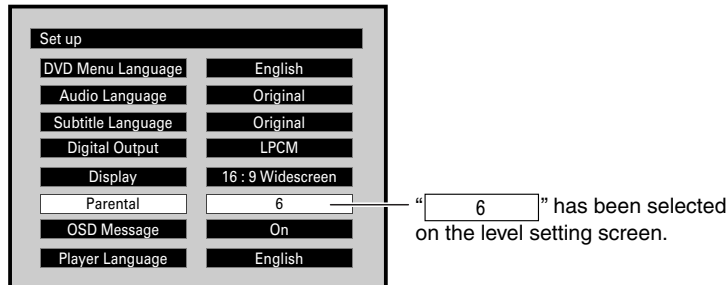 Set up
DVD Menu Language English
Audio Language Original
Subtitle Language Original
Digital Output LPCM
Display 16 : 9 Widescreen
Parental 6
OSD Message On
Player Language English
“ 6 ” has been selected
on the level setting screen.